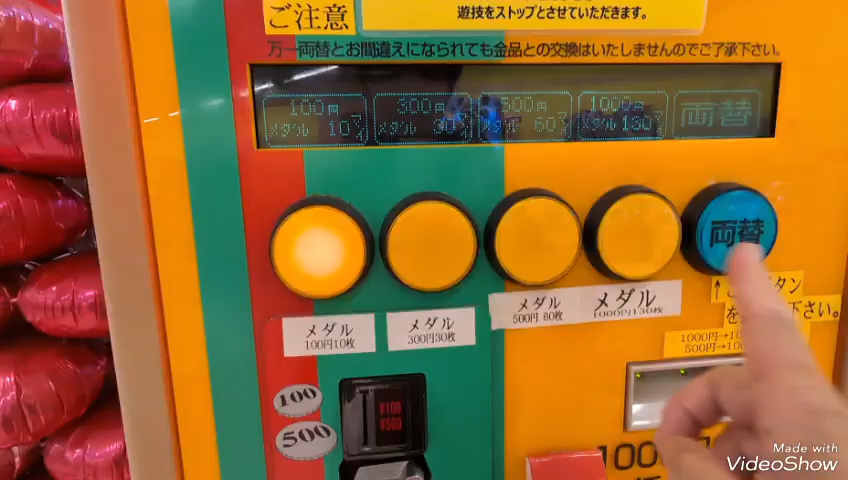 ご注意
遊技をストップとさせていただきます。
万一両替とお間違えになられても金品との交換はいたしませんのでご了承下さい。
100円 300円 500円 1000円 両替
メダル 10枚 メダル 30枚 メダル 60枚 メダル130枚
両替
メダル
100円10枚
メダル
300円30枚
メダル
500円 60枚
メダル
1000円130枚
↑
タン
を
下さい。
1000円→
500円→
100
500
¥100
¥500
1000
Made with
VideoShow